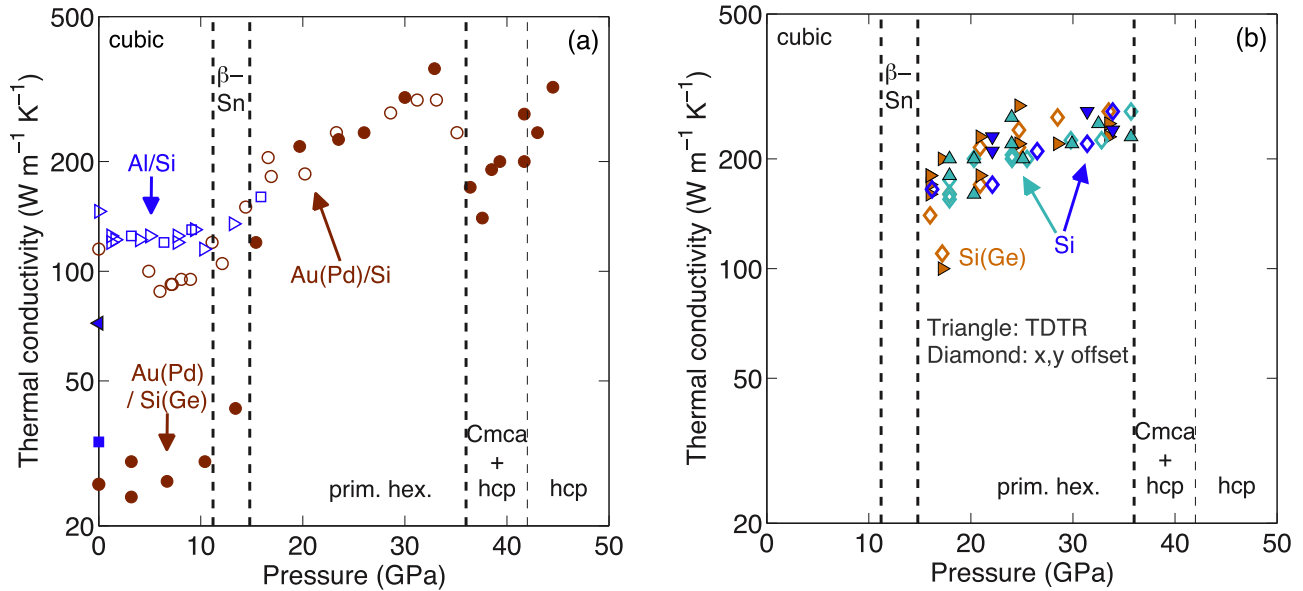 500
200
100
50
20
0
10
20
30
40
50
Thermal conductivity (W m⁻¹ K⁻¹)
Pressure (GPa)
cubic
(a)
β–
Sn
Al/Si
Au(Pd)/Si
Au(Pd)
/ Si(Ge)
prim. hex.
Cmca
+
hcp
hcp
500
200
100
50
20
0
10
20
30
40
50
Thermal conductivity (W m⁻¹ K⁻¹)
Pressure (GPa)
cubic
(b)
β–
Sn
Si
Si(Ge)
Triangle: TDTR
Diamond: x,y offset
prim. hex.
Cmca
+
hcp
hcp